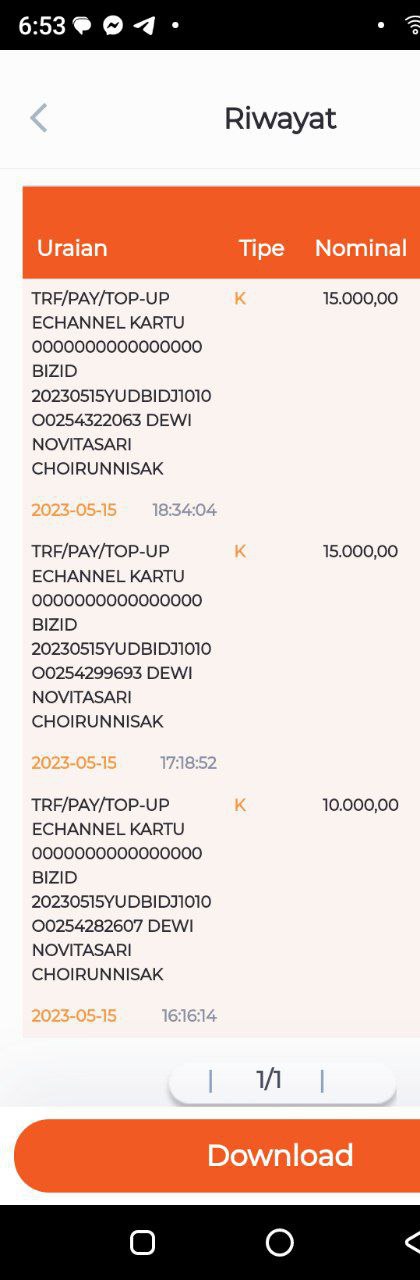 6:53
Riwayat
Uraian Tipe Nominal
TRF/PAY/TOP-UP K 15.000,00
ECHANNEL KARTU
0000000000000000
BIZID
20230515YUDBIDJ1010
O0254322063 DEWI
NOVITASARI
CHOIRUNNISAK
2023-05-15 18:34:04
TRF/PAY/TOP-UP K 15.000,00
ECHANNEL KARTU
0000000000000000
BIZID
20230515YUDBIDJ1010
O0254299693 DEWI
NOVITASARI
CHOIRUNNISAK
2023-05-15 17:18:52
TRF/PAY/TOP-UP K 10.000,00
ECHANNEL KARTU
0000000000000000
BIZID
20230515YUDBIDJ1010
O0254282607 DEWI
NOVITASARI
CHOIRUNNISAK
2023-05-15 16:16:14
| 1/1 |
Download